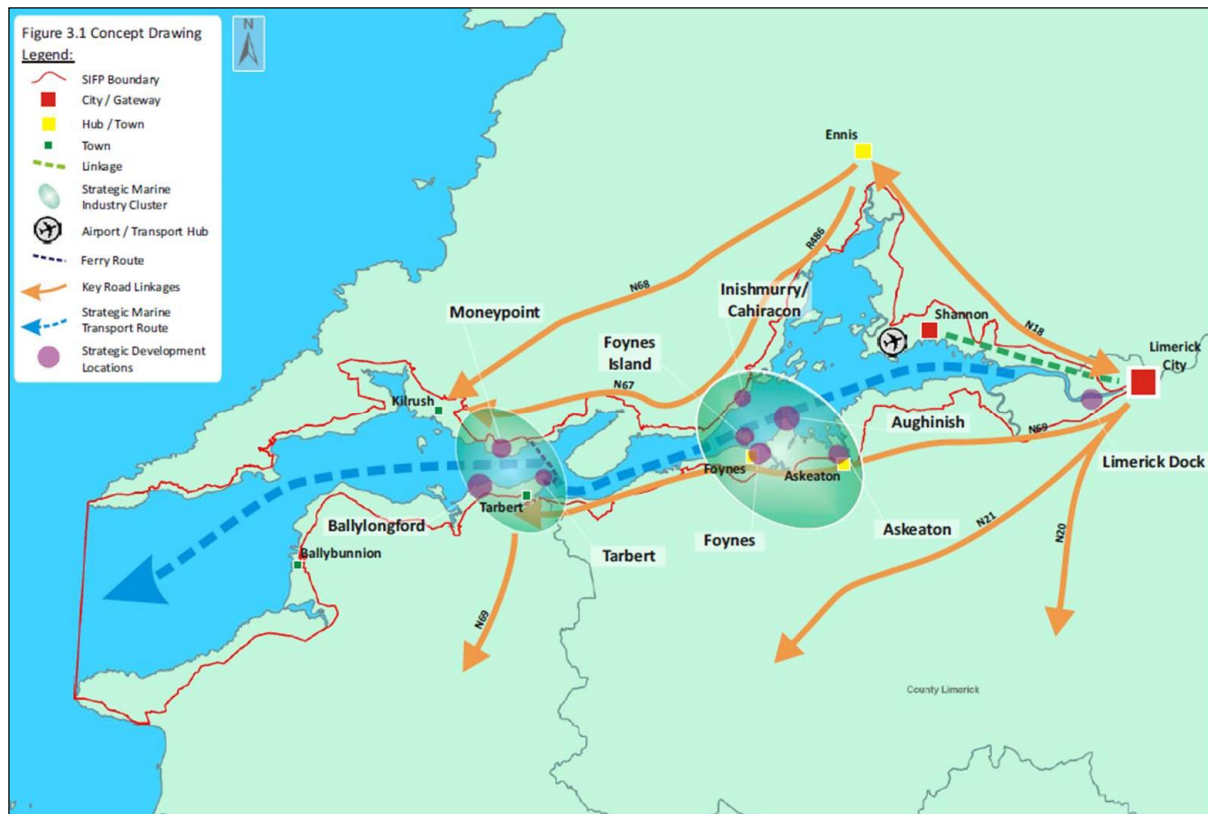 Figure 3.1 Concept Drawing
Legend:
SIFP Boundary
City / Gateway
Hub / Town
Town
Linkage
Strategic Marine
Industry Cluster
Airport / Transport Hub
Ferry Route
Key Road Linkages
Strategic Marine
Transport Route
Strategic Development
Locations
N
Ennis
R486
N68
Inishmurry/
Cahiracon
Moneypoint
Shannon
N18
Foynes
Island
Limerick
City
N67
Kilrush
Aughinish
N69
Foynes
Askeaton
Limerick Dock
Tarbert
Ballylongford
N21
Askeaton
Foynes
N20
Tarbert
Ballybunnion
N69
County Limerick